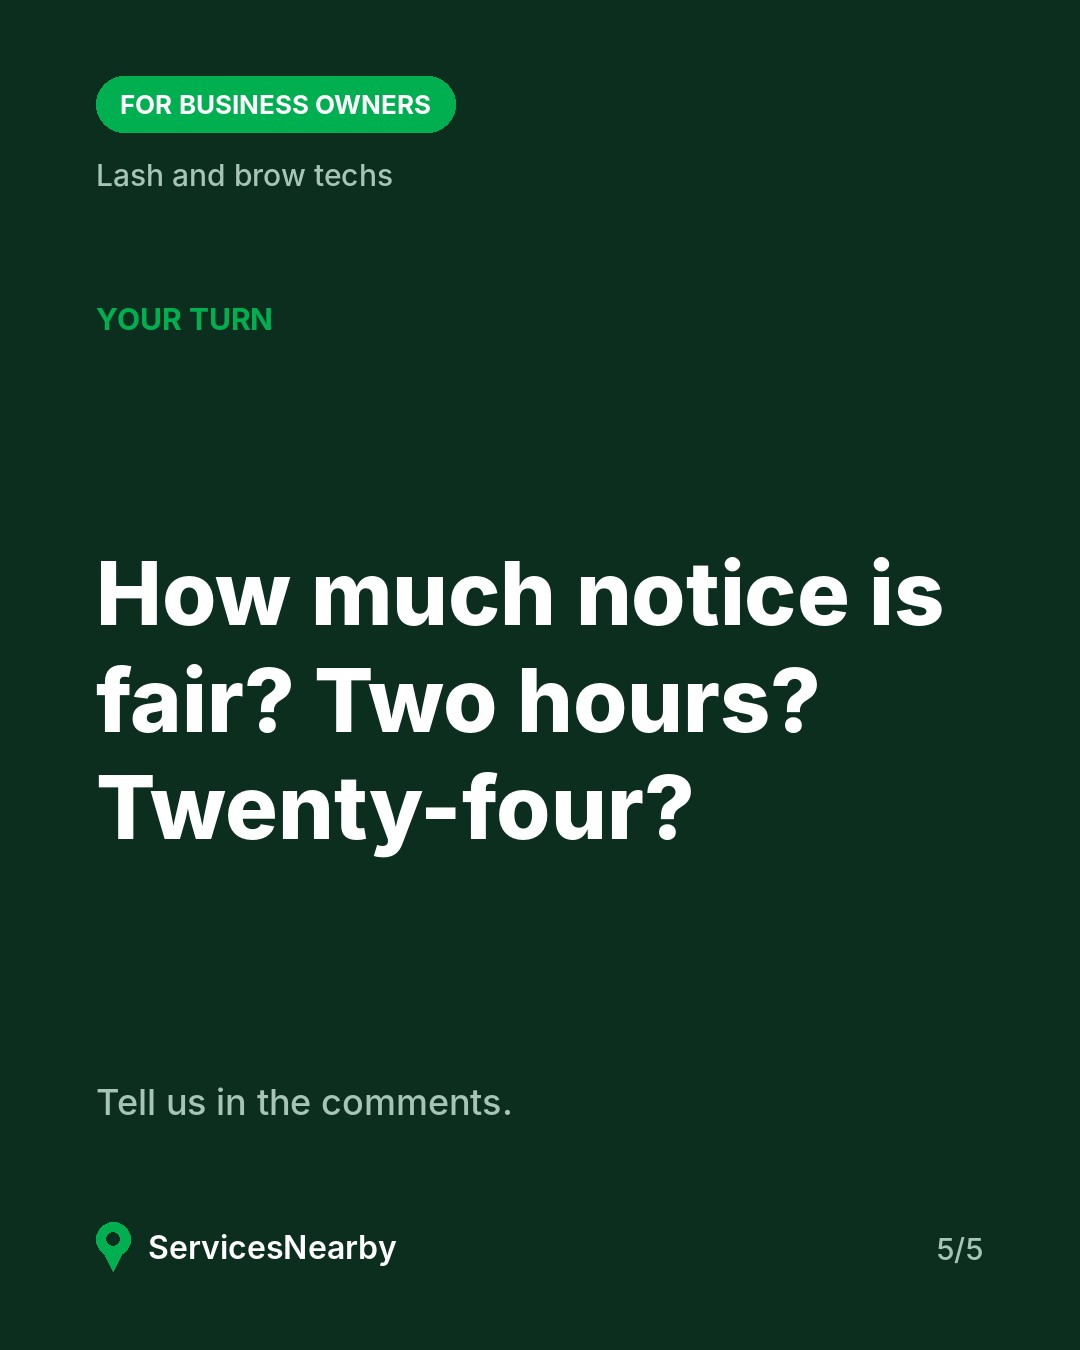 FOR BUSINESS OWNERS
Lash and brow techs
YOUR TURN
How much notice is
fair? Two hours?
Twenty-four?
Tell us in the comments.
ServicesNearby
5/5